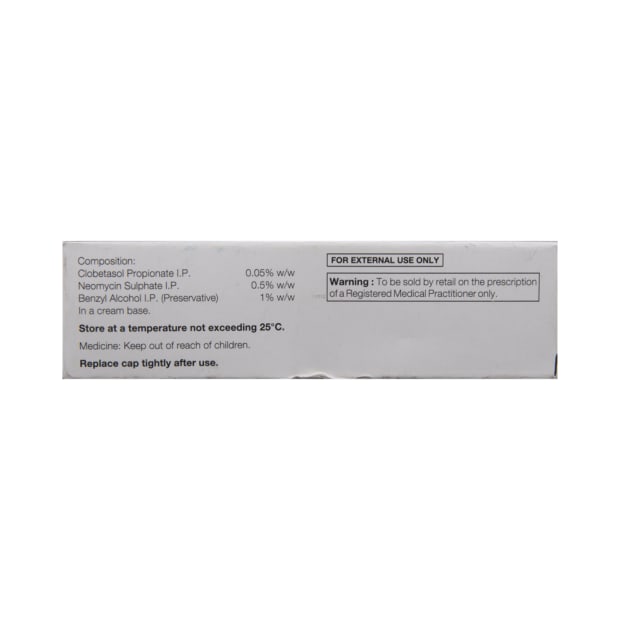 Composition:
Clobetasol Propionate I.P. 0.05% w/w
Neomycin Sulphate I.P. 0.5% w/w
Benzyl Alcohol I.P. (Preservative) 1% w/w
In a cream base.
Store at a temperature not exceeding 25°C.
Medicine: Keep out of reach of children.
Replace cap tightly after use.
FOR EXTERNAL USE ONLY
Warning : To be sold by retail on the prescription
of a Registered Medical Practitioner only.